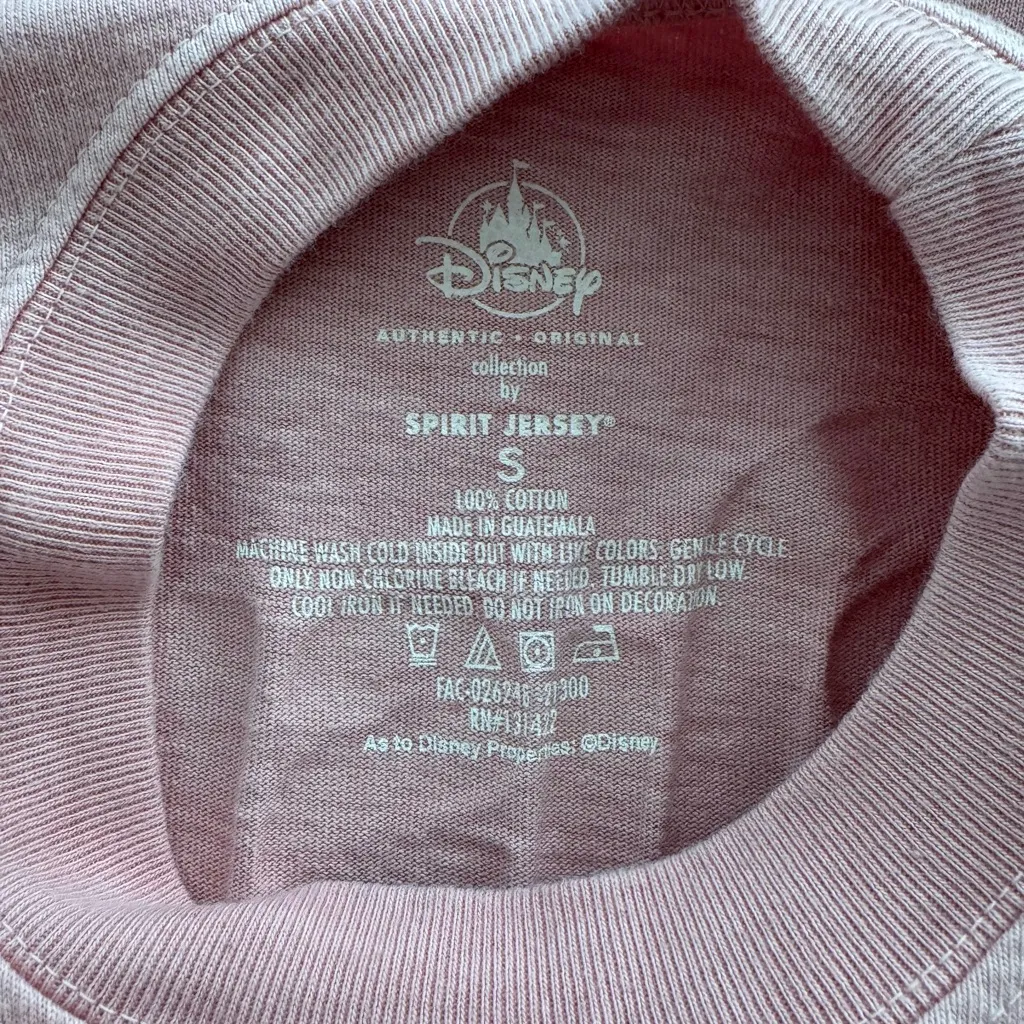 Disney
AUTHENTIC • ORIGINAL
collection
by
SPIRIT JERSEY®
S
100% COTTON
MADE IN GUATEMALA
MACHINE WASH COLD INSIDE OUT WITH LIKE COLORS. GENTLE CYCLE
ONLY NON-CHLORINE BLEACH IF NEEDED. TUMBLE DRY LOW
COOL IRON IF NEEDED. DO NOT IRON ON DECORATION.
RN#131422
As to Disney Properties: ©Disney